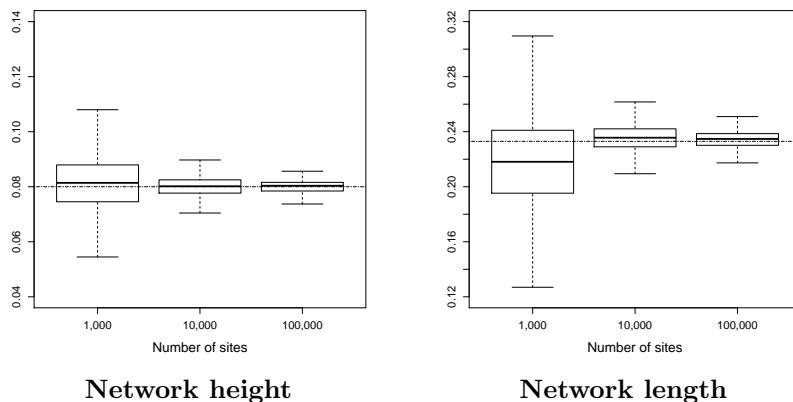 0.14
0.12
0.10
0.08
0.06
0.04
1,000 10,000 100,000
Number of sites
Network height
0.32
0.28
0.24
0.20
0.16
0.12
1,000 10,000 100,000
Number of sites
Network length